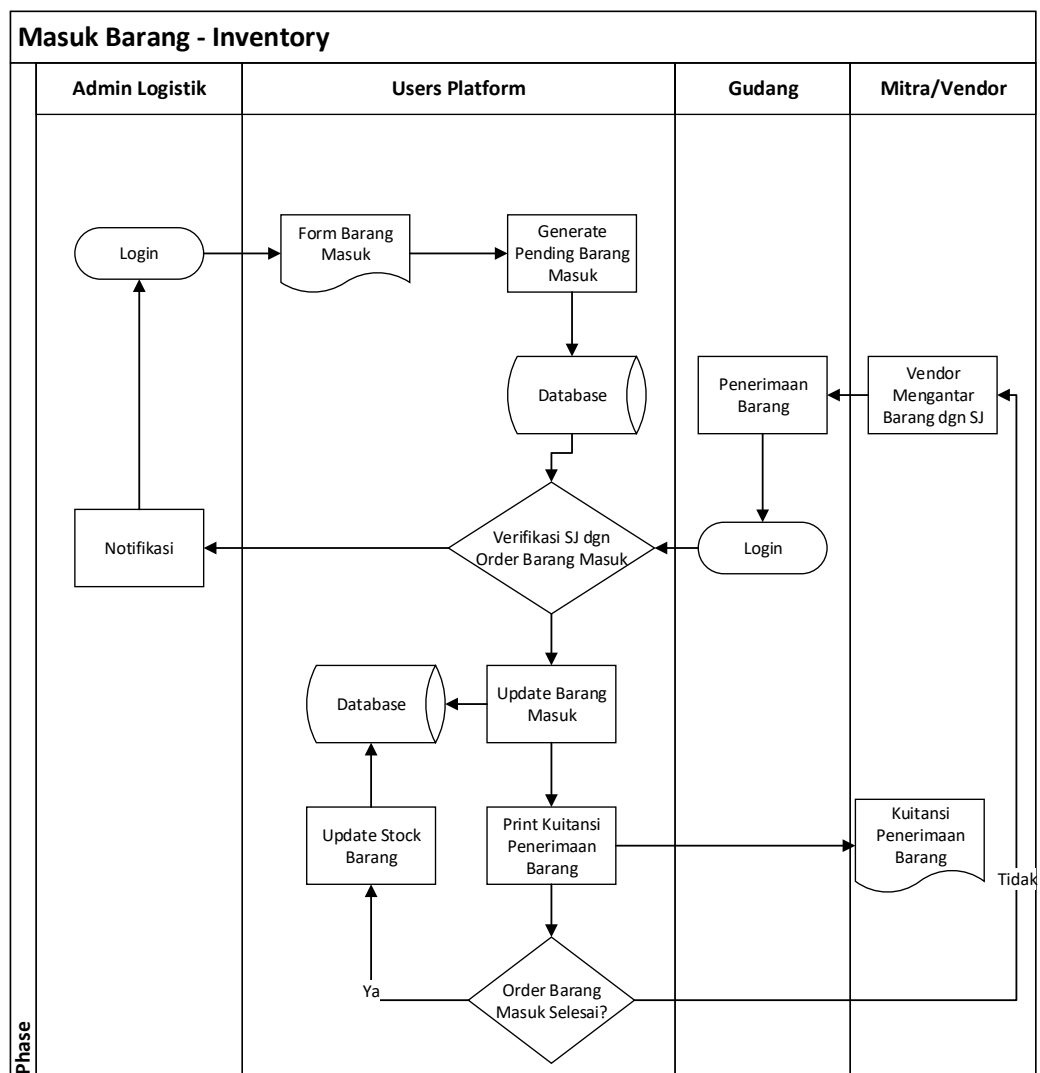 Masuk Barang - Inventory
Admin Logistik
Users Platform
Gudang
Mitra/Vendor
Login
Form Barang
Masuk
Generate
Pending Barang
Masuk
Database
Penerimaan
Barang
Vendor
Mengantar
Barang dgn SJ
Notifikasi
Verifikasi SJ dgn
Order Barang Masuk
Login
Database
Update Barang
Masuk
Update Stock
Barang
Print Kuitansi
Penerimaan
Barang
Kuitansi
Penerimaan
Barang
Tidak
Ya
Order Barang
Masuk Selesai?
Phase